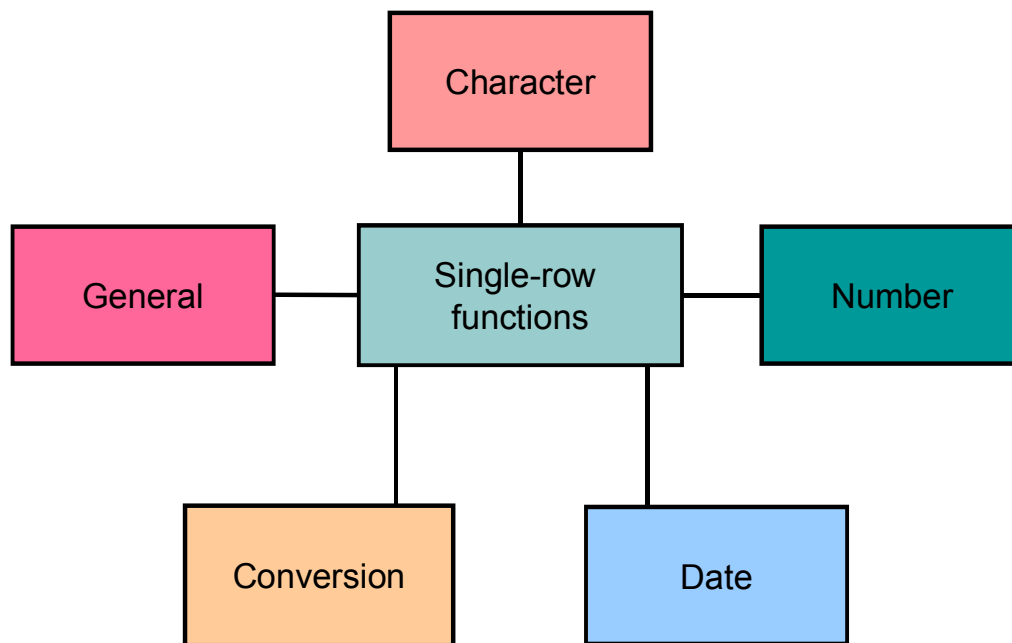 Character
General
Single-row
functions
Number
Conversion
Date